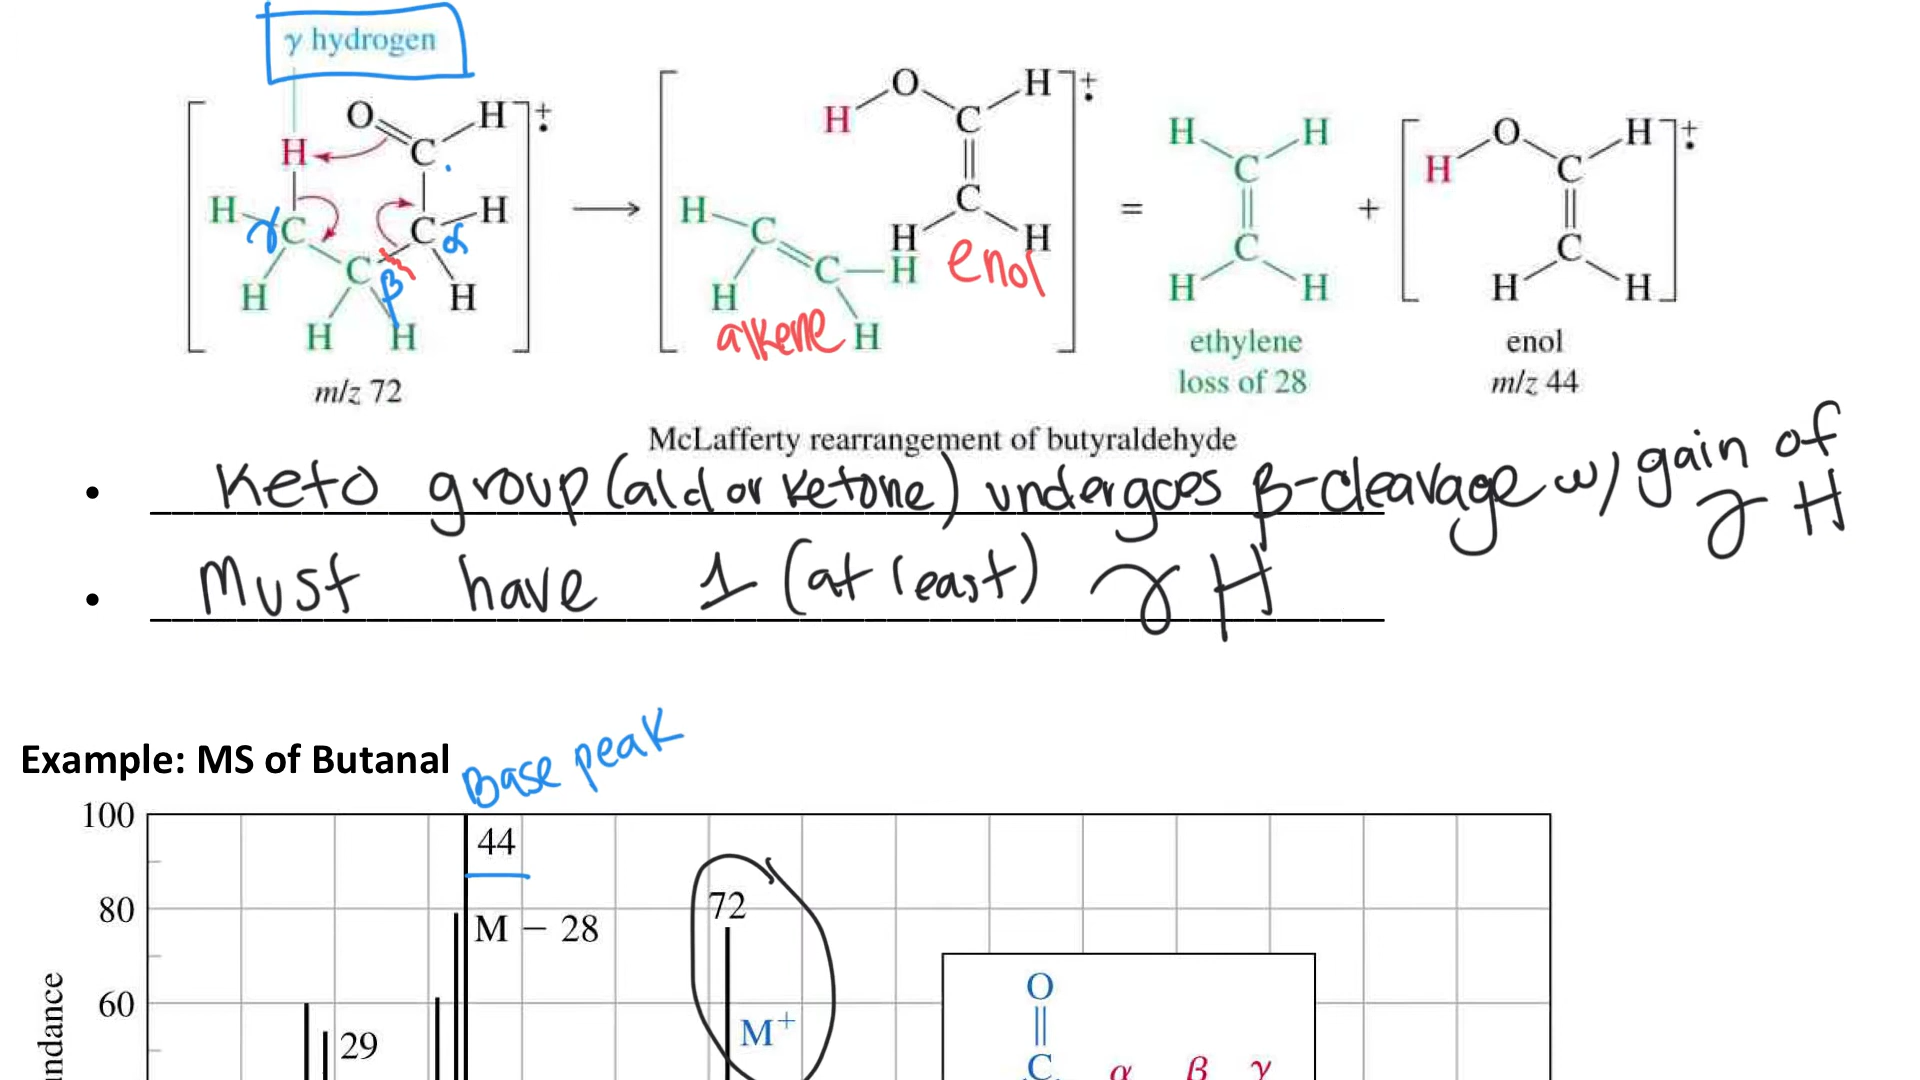 γ hydrogen
O H
H C
H γ C C α H
C β
H H
H H
m/z 72
H O H
C
C
H H
enol
H C
C H
H H
alkene
H H
C
C
H H
ethylene
loss of 28
+
H O H
C
C
H H
enol
m/z 44
McLafferty rearrangement of butyraldehyde
• Keto group (ald or ketone) undergoes β-cleavage w/ gain of γ H
• Must have 1 (at least) γ H
Example: MS of Butanal
Base peak
100
44
80
M − 28
72
60
29
M+
O
C α β γ
undance